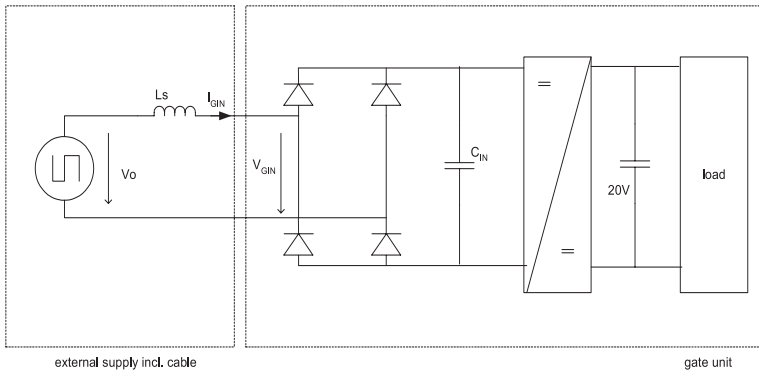 Ls
I_GIN
Vo
V_GIN
C_IN
=
=
20V
load
external supply incl. cable
gate unit